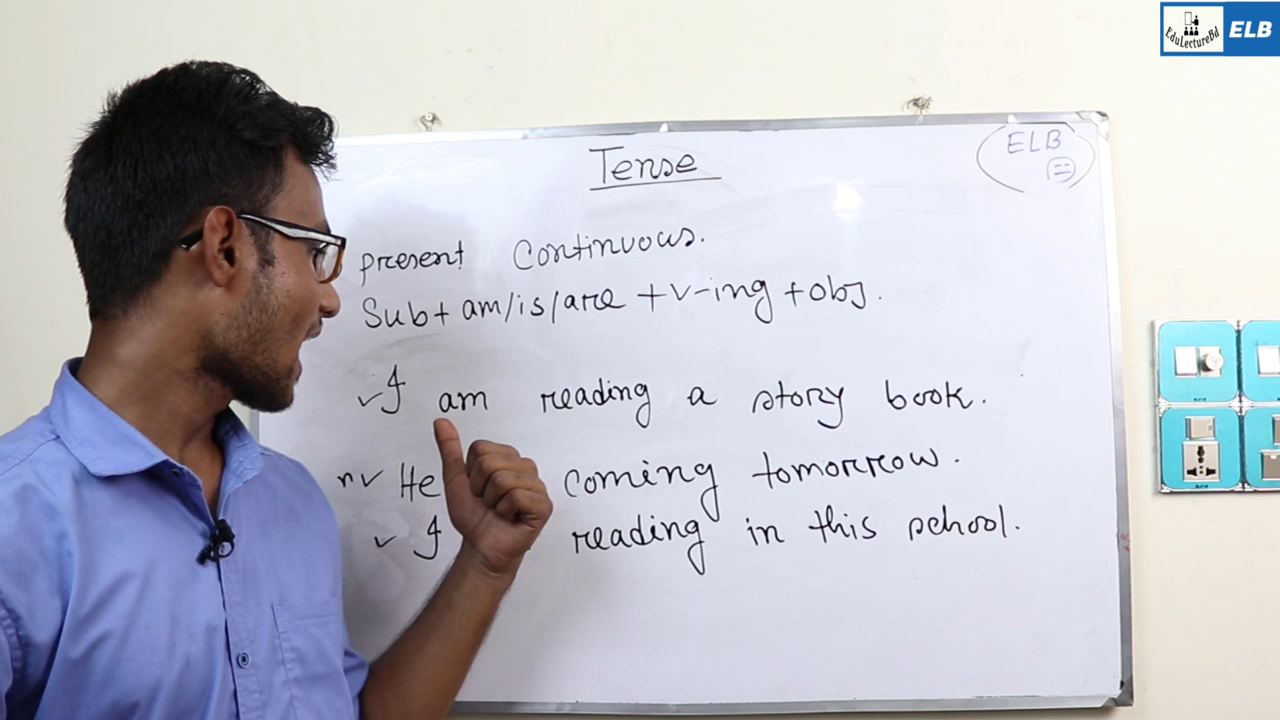 EduLectureBd ELB
ELB
Tense
present Continuous.
Sub+ am/is/are +v-ing +obj.
I am reading a story book.
He coming tomorrow.
I reading in this school.